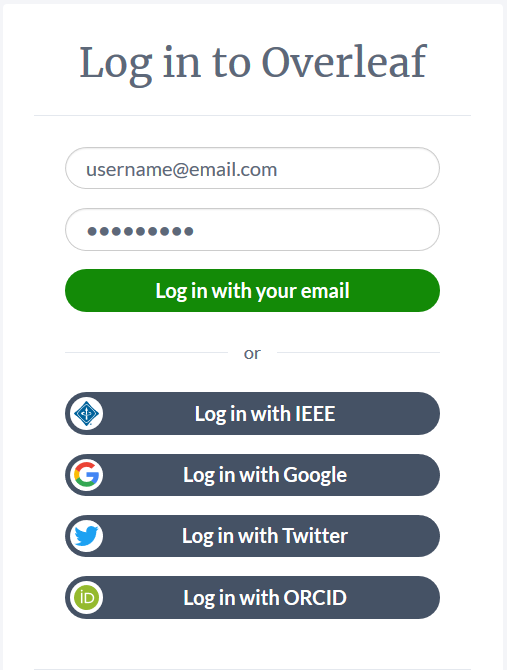 Log in to Overleaf
username@email.com
●●●●●●●●●
Log in with your email
or
Log in with IEEE
Log in with Google
Log in with Twitter
iD Log in with ORCID